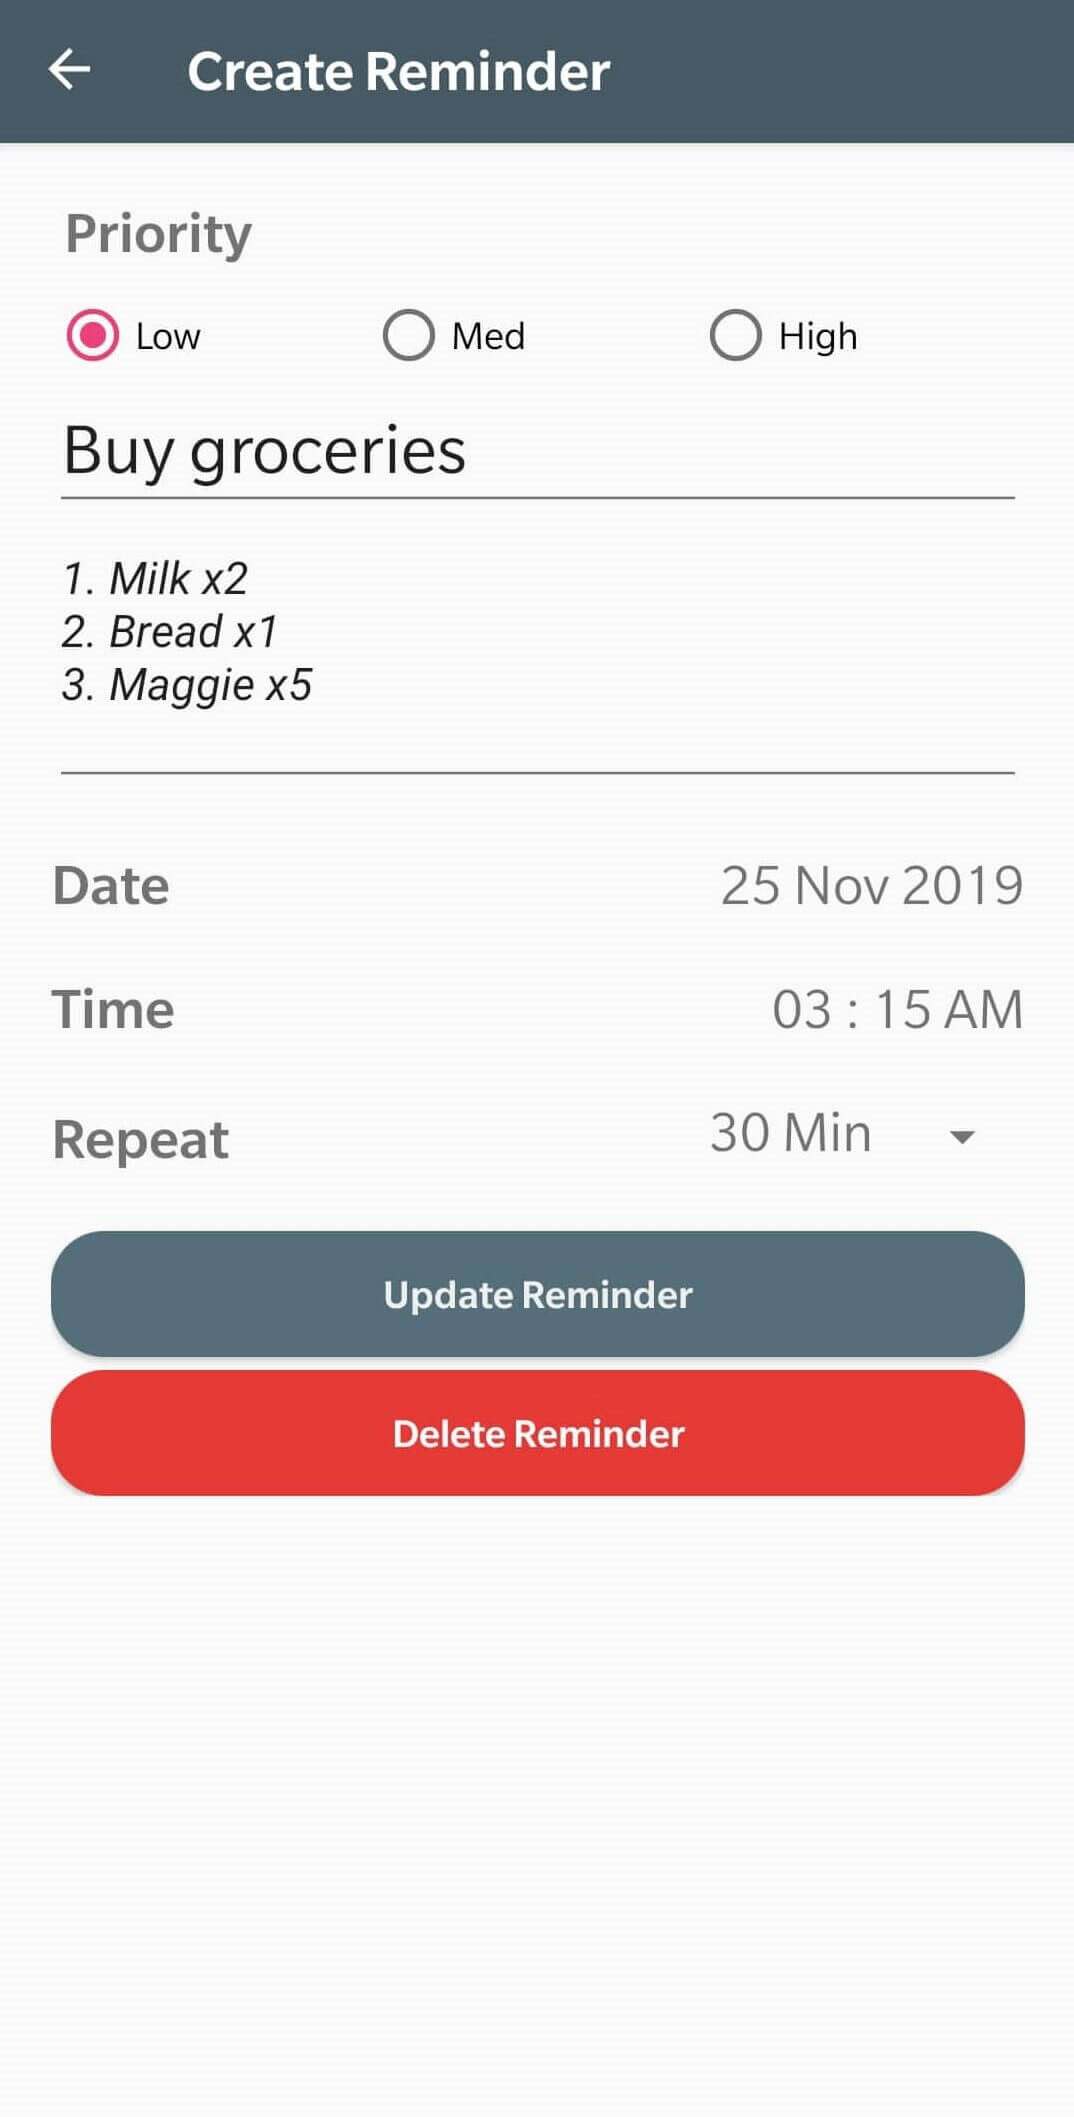 Create Reminder
Priority
Low Med High
Buy groceries
1. Milk x2
2. Bread x1
3. Maggie x5
Date 25 Nov 2019
Time 03 : 15 AM
Repeat 30 Min
Update Reminder
Delete Reminder